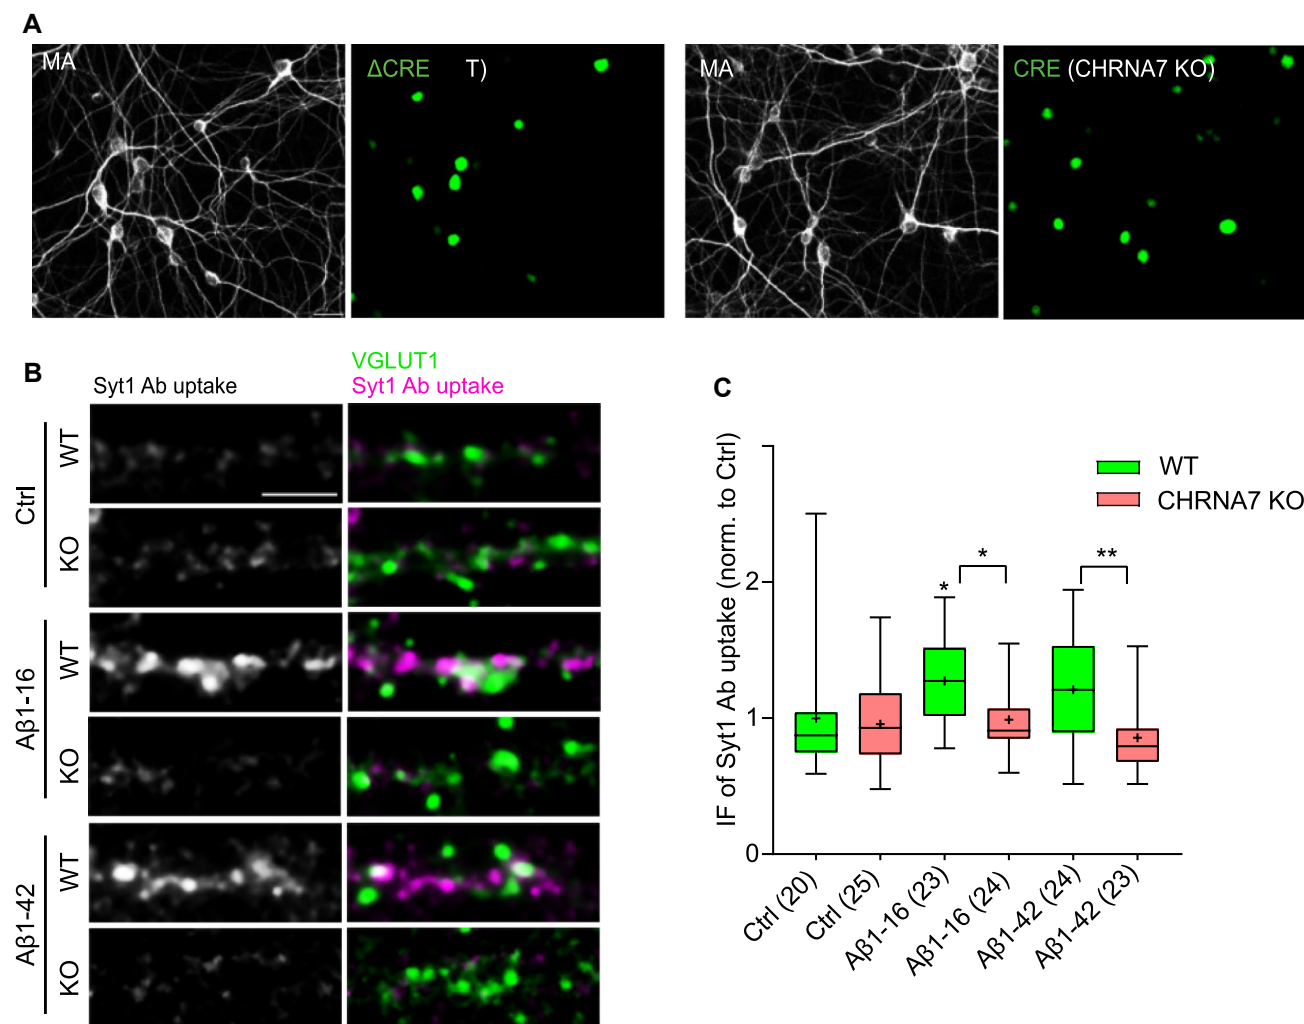 A
MA
ΔCRE T)
MA
CRE (CHRNA7 KO)
B
VGLUT1
Syt1 Ab uptake
Syt1 Ab uptake
Ctrl
WT
KO
Aβ1-16
WT
KO
Aβ1-42
WT
KO
C
IF of Syt1 Ab uptake (norm. to Ctrl)
WT
CHRNA7 KO
2
1
0
*
*
**
Ctrl (20)
Ctrl (25)
Aβ1-16 (23)
Aβ1-16 (24)
Aβ1-42 (24)
Aβ1-42 (23)